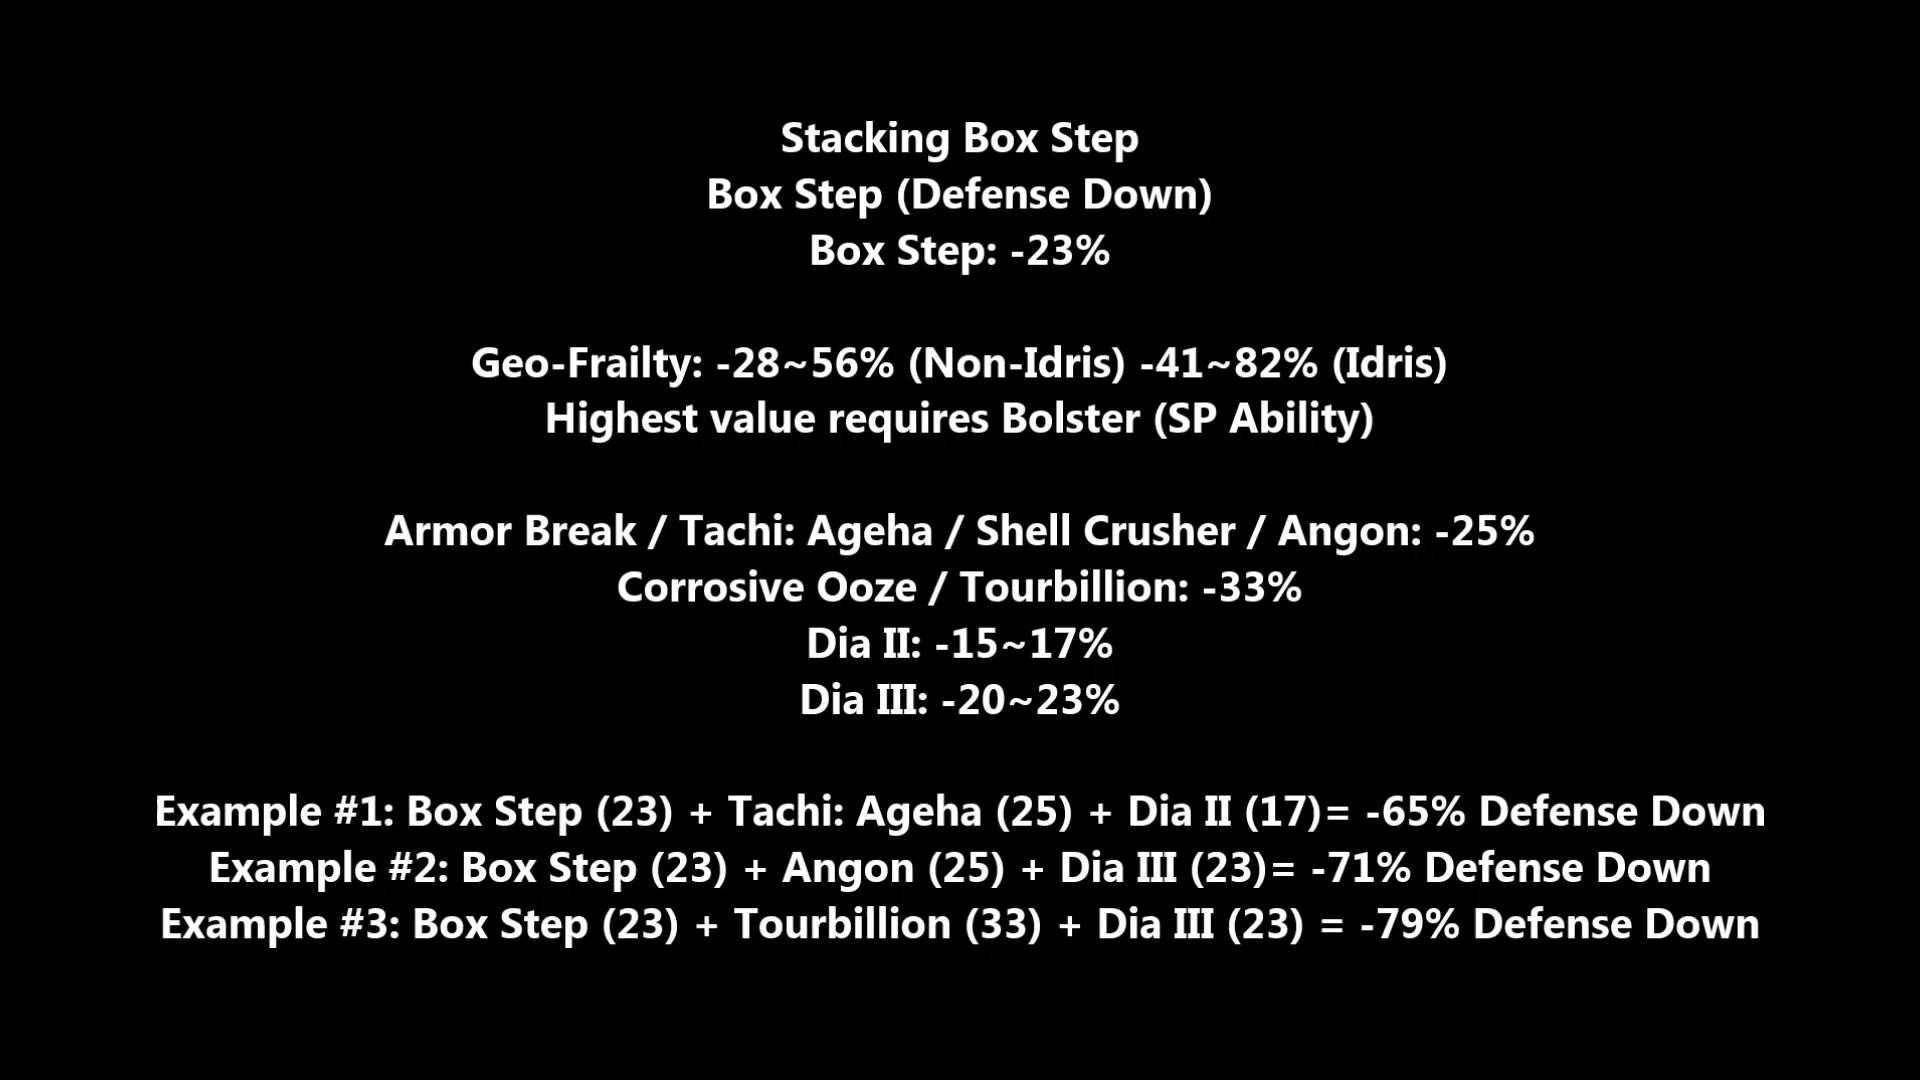 Stacking Box Step
Box Step (Defense Down)
Box Step: -23%
Geo-Frailty: -28~56% (Non-Idris) -41~82% (Idris)
Highest value requires Bolster (SP Ability)
Armor Break / Tachi: Ageha / Shell Crusher / Angon: -25%
Corrosive Ooze / Tourbillion: -33%
Dia II: -15~17%
Dia III: -20~23%
Example #1: Box Step (23) + Tachi: Ageha (25) + Dia II (17)= -65% Defense Down
Example #2: Box Step (23) + Angon (25) + Dia III (23)= -71% Defense Down
Example #3: Box Step (23) + Tourbillion (33) + Dia III (23) = -79% Defense Down